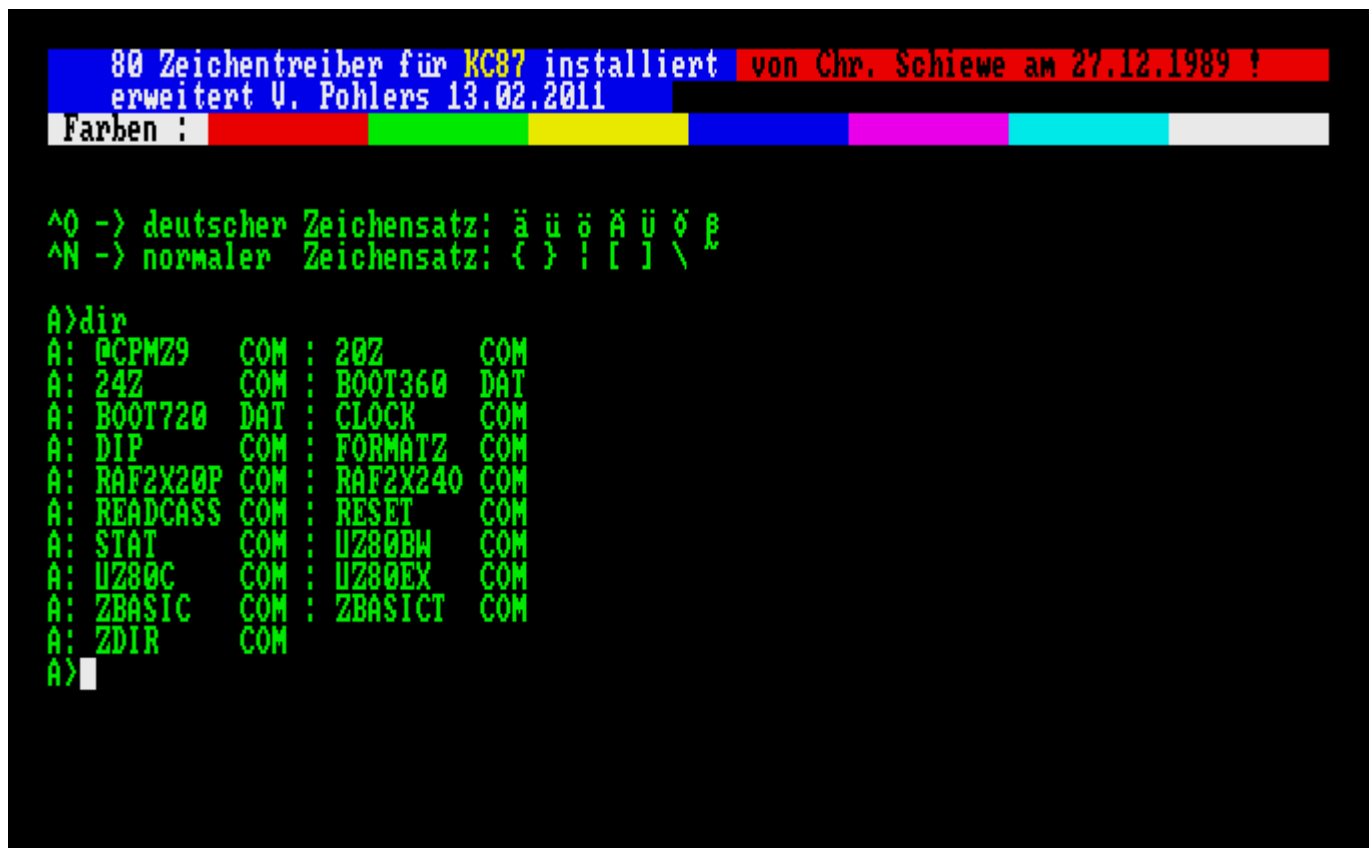 80 Zeichentreiber für KC87 installiert von Chr. Schiewe am 27.12.1989 !
erweitert V. Pohlers 13.02.2011
Farben :
^O -> deutscher Zeichensatz: ä ü ö Ä Ü Ö ß
^N -> normaler  Zeichensatz: { } ¦ [ ] \
A>dir
A: @CPMZ9   COM : 20Z      COM
A: 24Z      COM : BOOT360  DAT
A: BOOT720  DAT : CLOCK    COM
A: DIP      COM : FORMATZ  COM
A: RAF2X20P COM : RAF2X24O COM
A: READCASS COM : RESET    COM
A: STAT     COM : UZ80BW   COM
A: UZ80C    COM : UZ80EX   COM
A: ZBASIC   COM : ZBASICT  COM
A: ZDIR     COM
A>